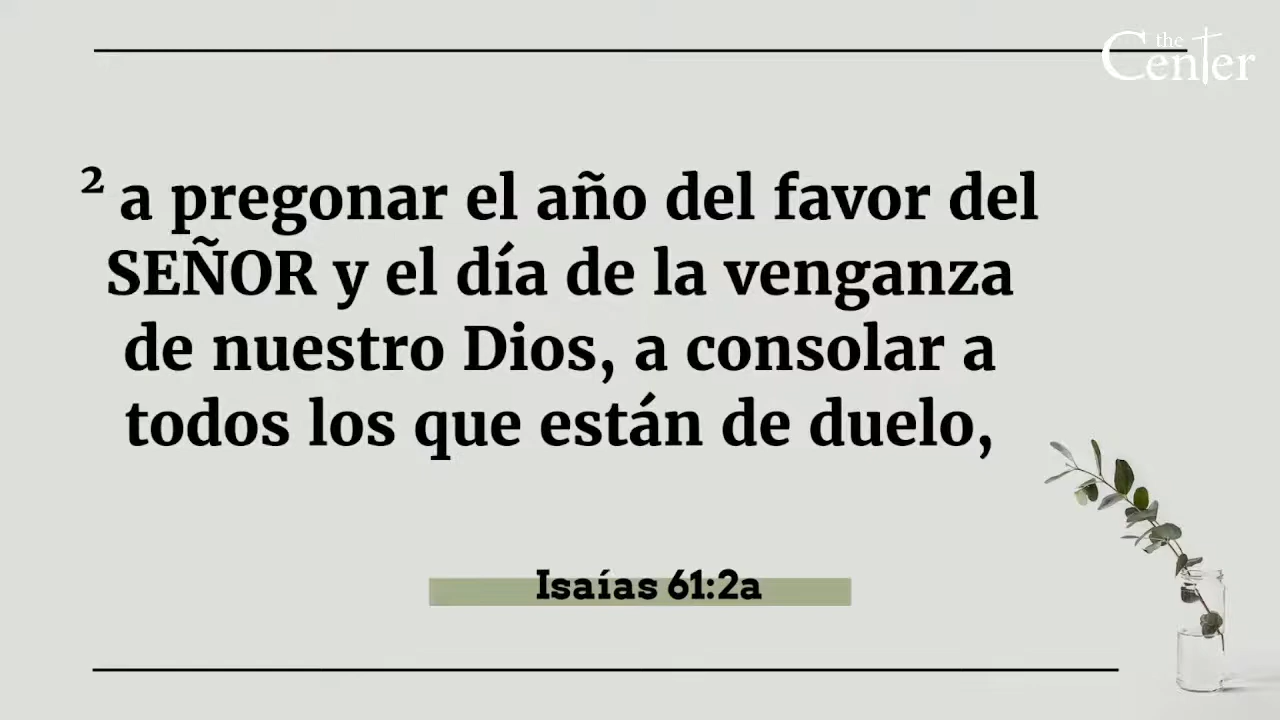 the
Center
² a pregonar el año del favor del
SEÑOR y el día de la venganza
de nuestro Dios, a consolar a
todos los que están de duelo,
Isaías 61:2a